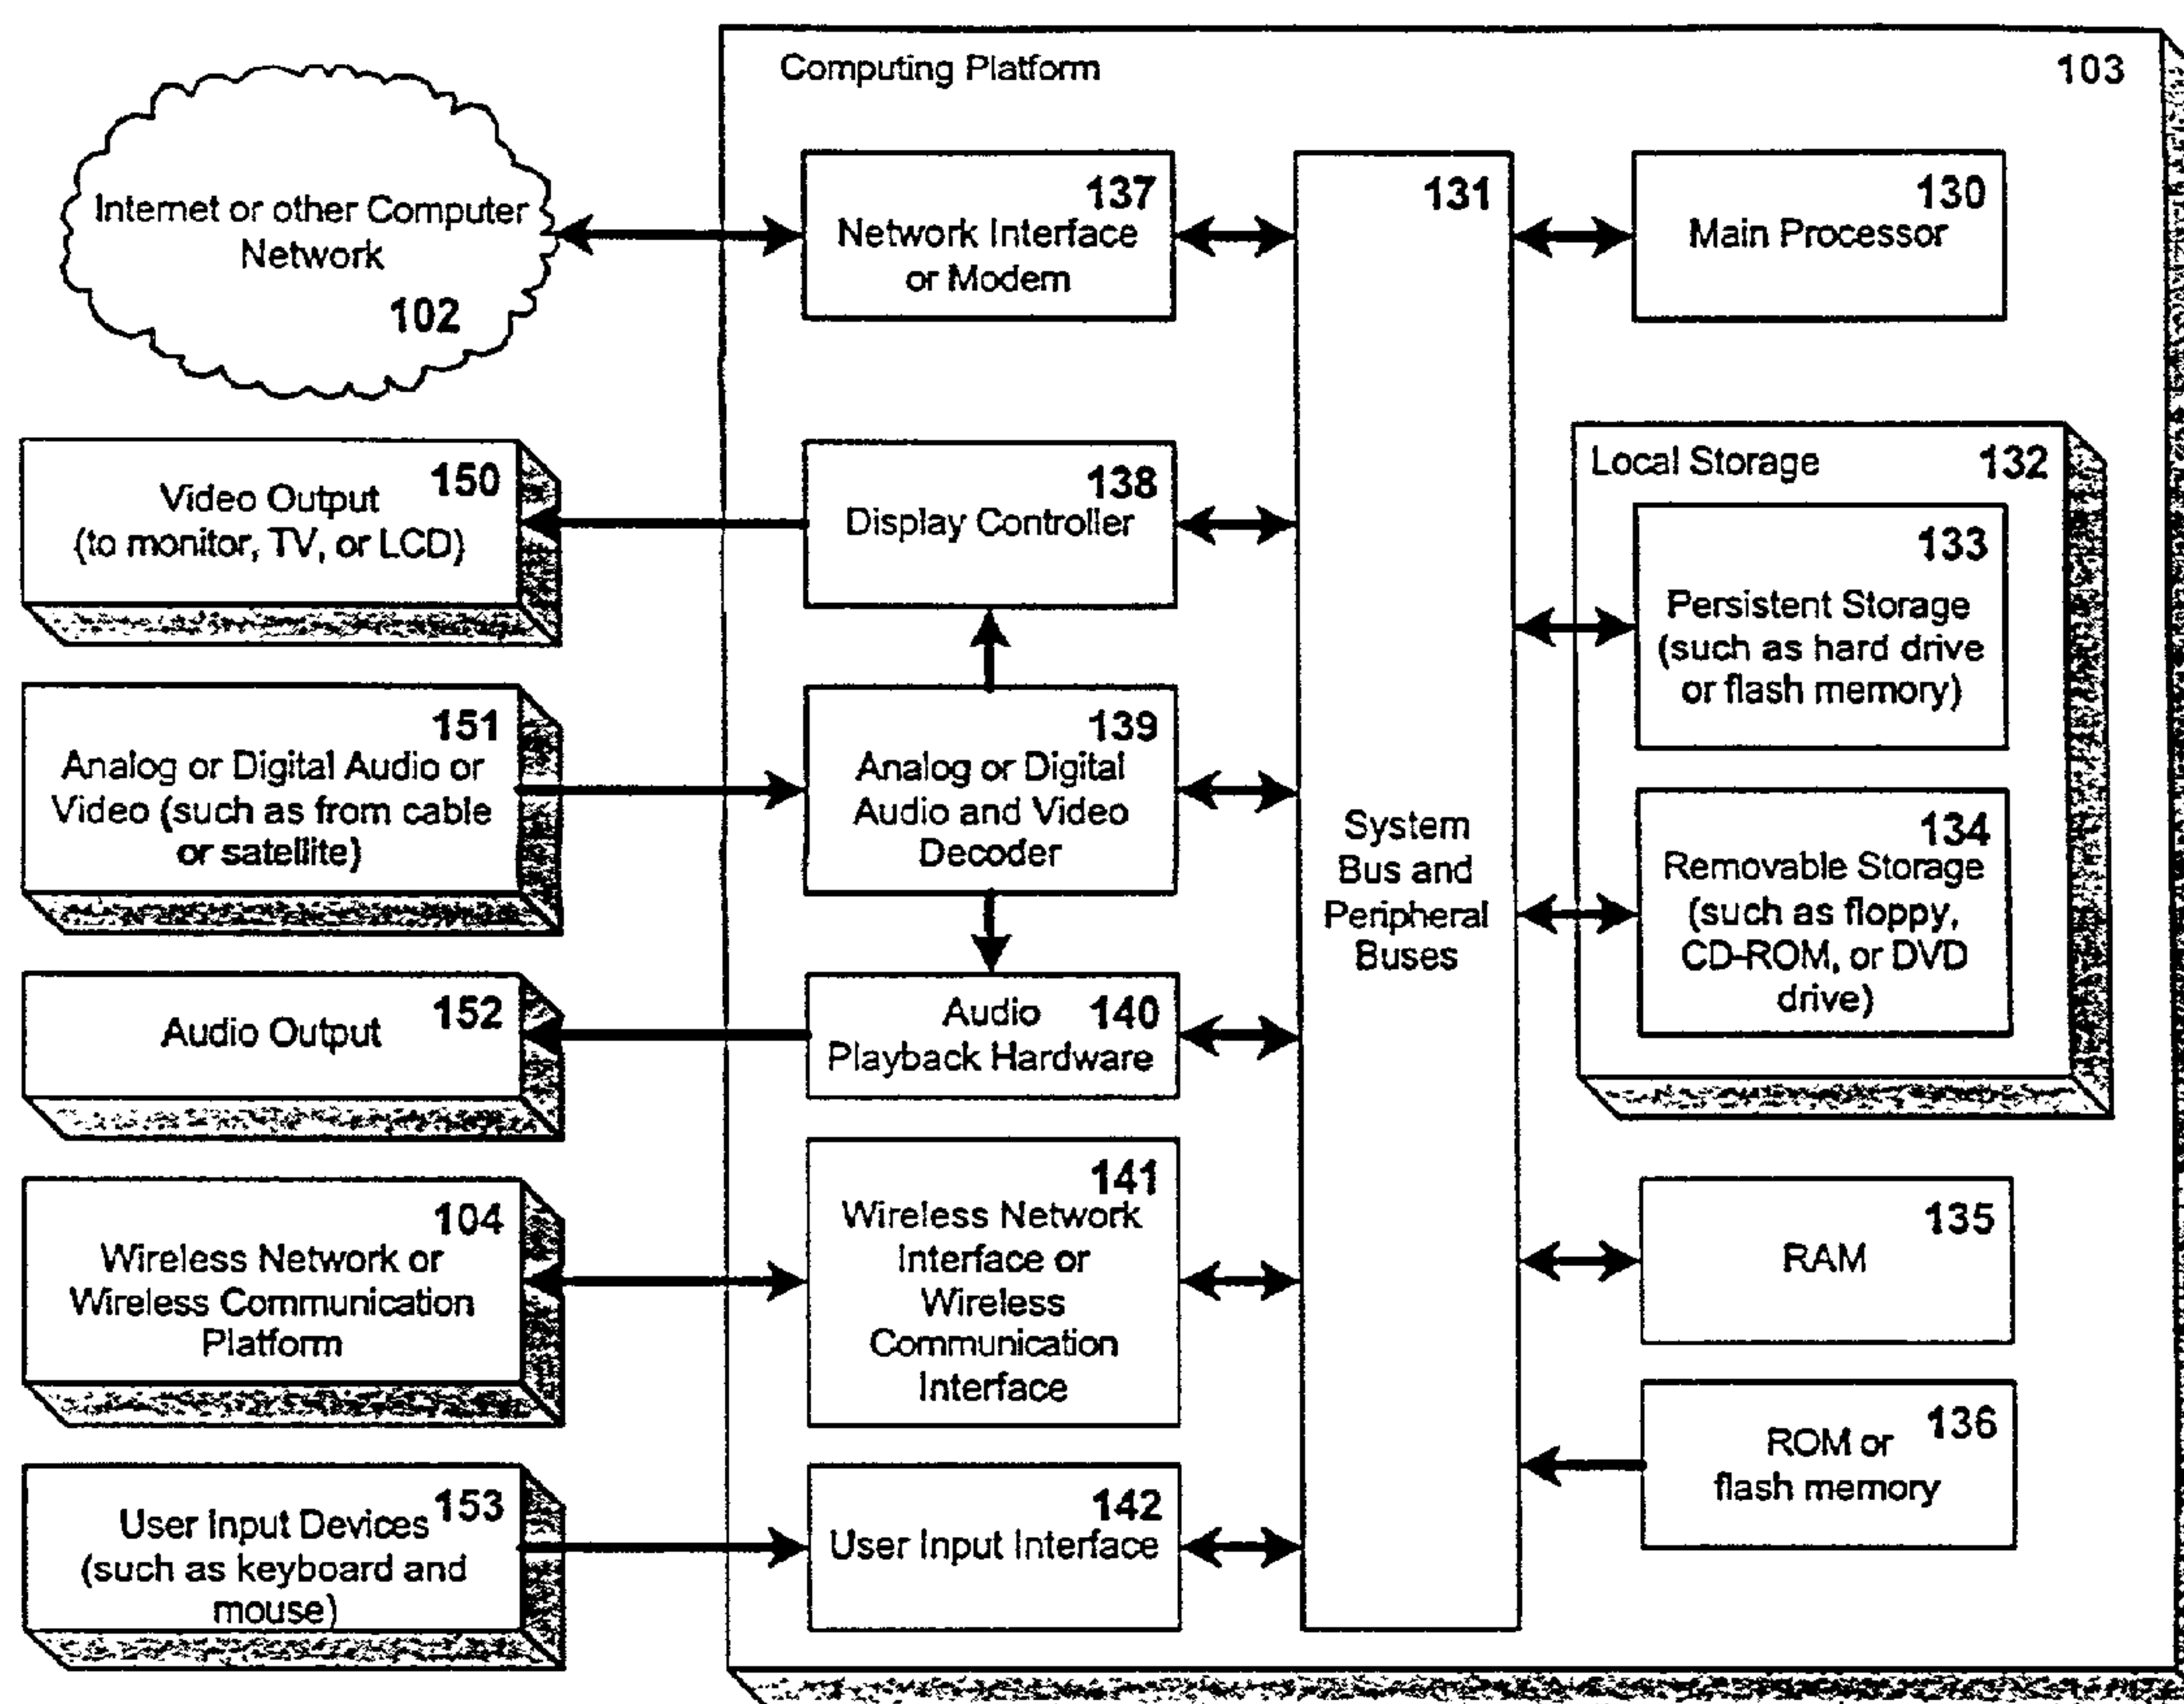 Computing Platform
103
Internet or other Computer
Network
102
137
Network Interface
or Modem
131
System
Bus and
Peripheral
Buses
130
Main Processor
150
Video Output
(to monitor, TV, or LCD)
138
Display Controller
Local Storage
132
133
Persistent Storage
(such as hard drive
or flash memory)
151
Analog or Digital Audio or
Video (such as from cable
or satellite)
139
Analog or Digital
Audio and Video
Decoder
134
Removable Storage
(such as floppy,
CD-ROM, or DVD
drive)
152
Audio Output
Audio 140
Playback Hardware
104
Wireless Network or
Wireless Communication
Platform
141
Wireless Network
Interface or
Wireless
Communication
Interface
135
RAM
136
ROM or
flash memory
153
User Input Devices
(such as keyboard and
mouse)
142
User Input Interface